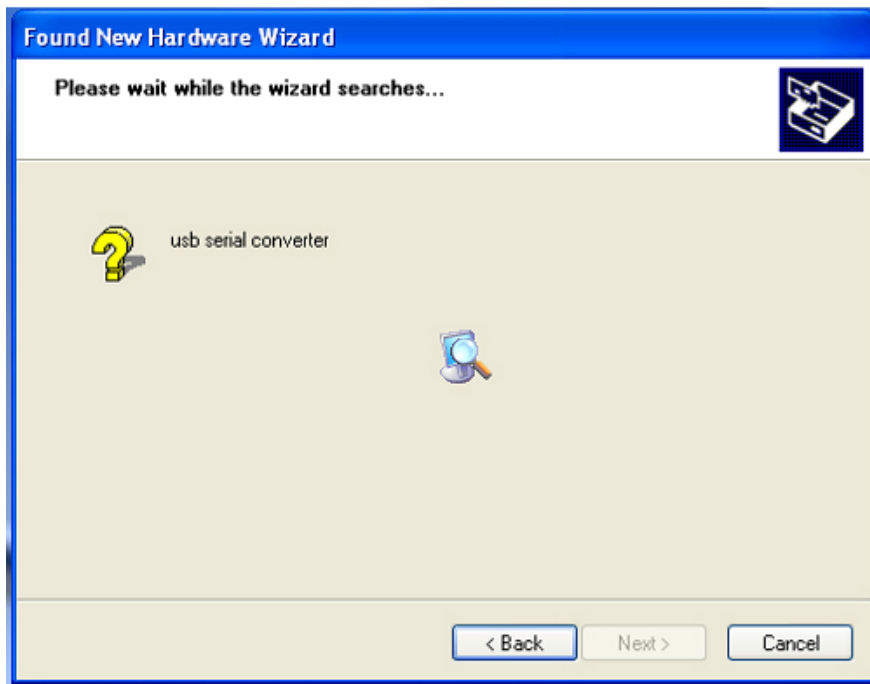 Found New Hardware Wizard
Please wait while the wizard searches...
usb serial converter
< Back Next > Cancel